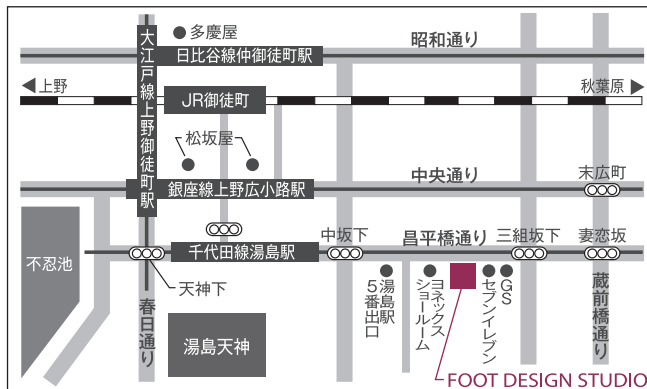 多慶屋
昭和通り
日比谷線仲御徒町駅
大江戸線上野御徒町駅
上野
秋葉原
JR御徒町
松坂屋
中央通り
末広町
銀座線上野広小路駅
中坂下
昌平橋通り
三組坂下
妻恋坂
千代田線湯島駅
不忍池
天神下
春日通り
湯島天神
湯島駅
5番出口
ヨネックス
ショールーム
セブンイレブン
GS
蔵前橋通り
FOOT DESIGN STUDIO